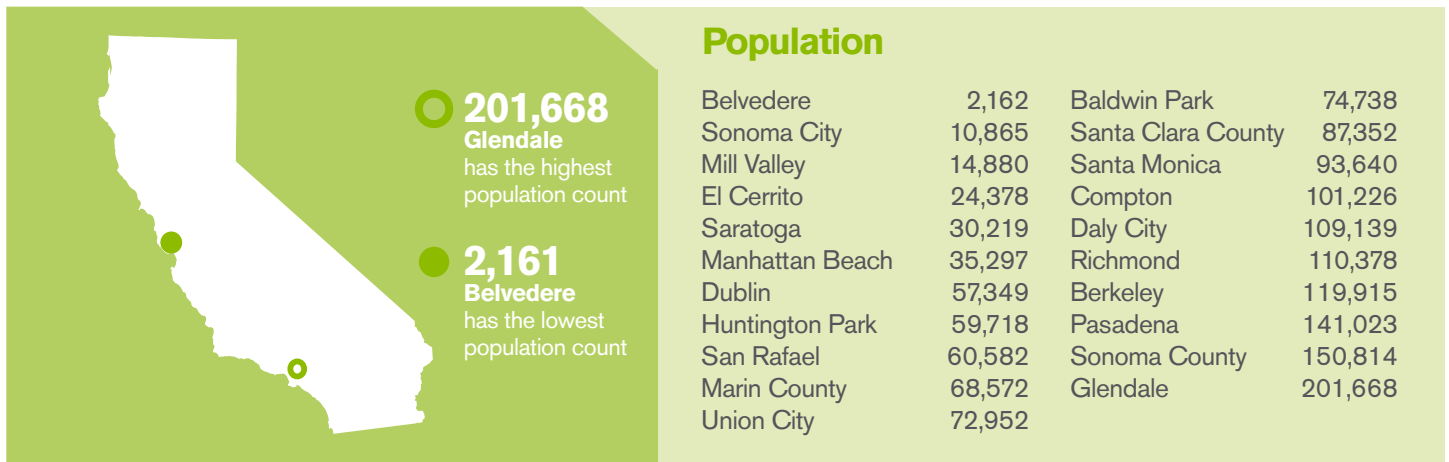 201,668
Glendale
has the highest
population count
2,161
Belvedere
has the lowest
population count
Population
Belvedere 2,162
Sonoma City 10,865
Mill Valley 14,880
El Cerrito 24,378
Saratoga 30,219
Manhattan Beach 35,297
Dublin 57,349
Huntington Park 59,718
San Rafael 60,582
Marin County 68,572
Union City 72,952
Baldwin Park 74,738
Santa Clara County 87,352
Santa Monica 93,640
Compton 101,226
Daly City 109,139
Richmond 110,378
Berkeley 119,915
Pasadena 141,023
Sonoma County 150,814
Glendale 201,668